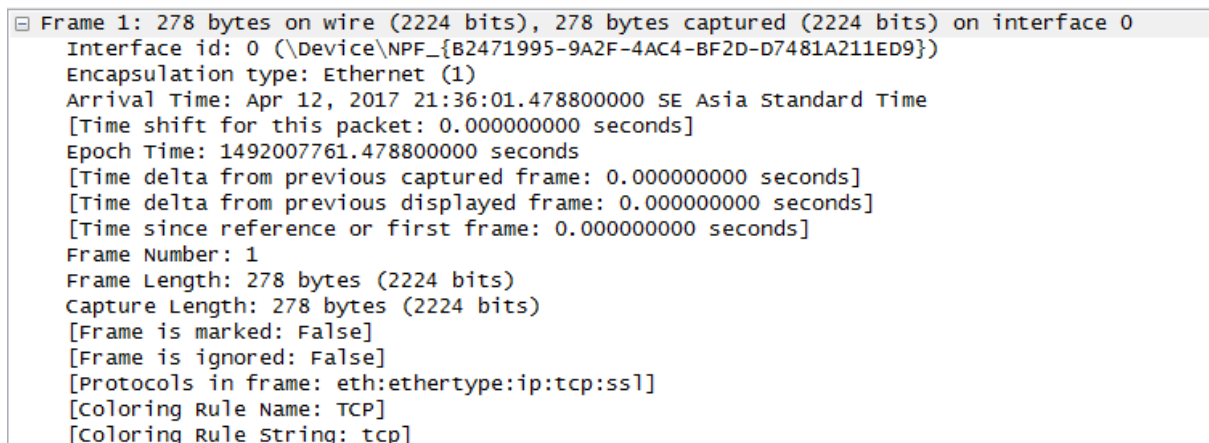 Frame 1: 278 bytes on wire (2224 bits), 278 bytes captured (2224 bits) on interface 0
Interface id: 0 (\Device\NPF_{B2471995-9A2F-4AC4-BF2D-D7481A211ED9})
Encapsulation type: Ethernet (1)
Arrival Time: Apr 12, 2017 21:36:01.478800000 SE Asia Standard Time
[Time shift for this packet: 0.000000000 seconds]
Epoch Time: 1492007761.478800000 seconds
[Time delta from previous captured frame: 0.000000000 seconds]
[Time delta from previous displayed frame: 0.000000000 seconds]
[Time since reference or first frame: 0.000000000 seconds]
Frame Number: 1
Frame Length: 278 bytes (2224 bits)
Capture Length: 278 bytes (2224 bits)
[Frame is marked: False]
[Frame is ignored: False]
[Protocols in frame: eth:ethertype:ip:tcp:ssl]
[Coloring Rule Name: TCP]
[Coloring Rule String: tcp]